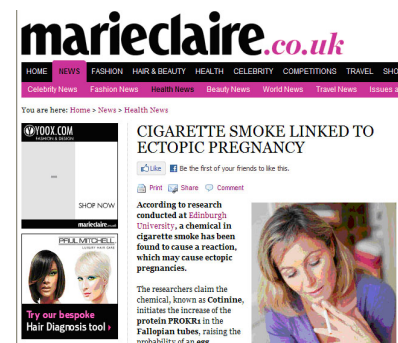 marieclaire.co.uk
HOME NEWS FASHION HAIR & BEAUTY HEALTH CELEBRITY COMPETITIONS TRAVEL SHO
Celebrity News Fashion News Health News Beauty News World News Travel News Issues a
You are here: Home > News > Health News
YOOX.COM
FASHION & DESIGN
SHOP NOW
marieclaire.co.uk
PAUL MITCHELL
Try our bespoke
Hair Diagnosis tool
CIGARETTE SMOKE LINKED TO
ECTOPIC PREGNANCY
Like Be the first of your friends to like this.
Print Share Comment
According to research
conducted at Edinburgh
University, a chemical in
cigarette smoke has been
found to cause a reaction,
which may cause ectopic
pregnancies.
The researchers claim the
chemical, known as Cotinine,
initiates the increase of the
protein PROKR1 in the
Fallopian tubes, raising the
probability of an egg